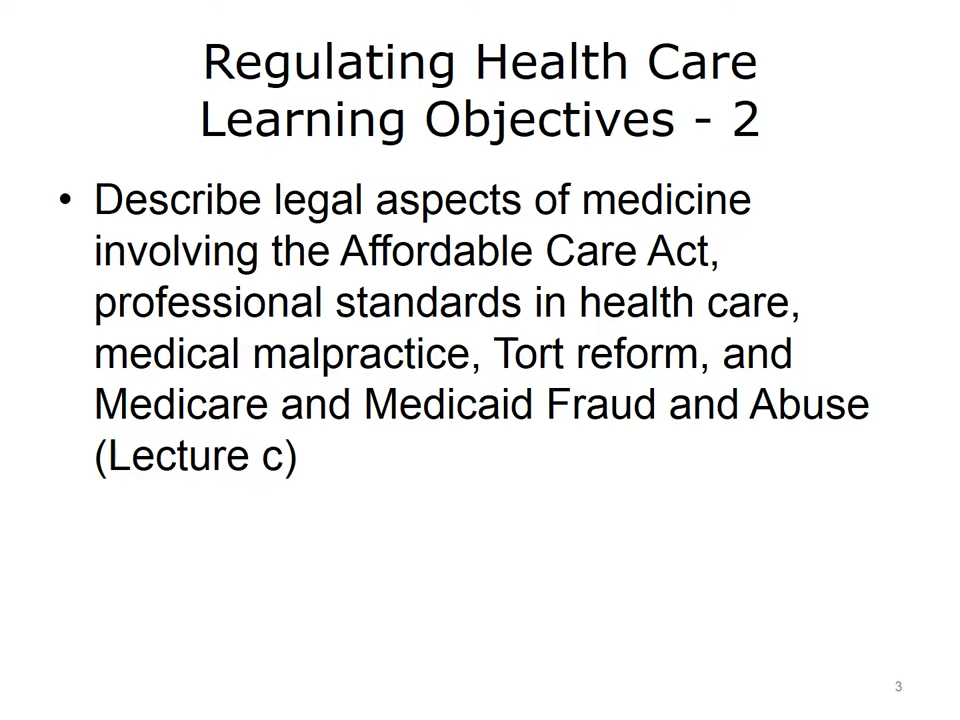 Regulating Health Care
Learning Objectives - 2
• Describe legal aspects of medicine
involving the Affordable Care Act,
professional standards in health care,
medical malpractice, Tort reform, and
Medicare and Medicaid Fraud and Abuse
(Lecture c)
3